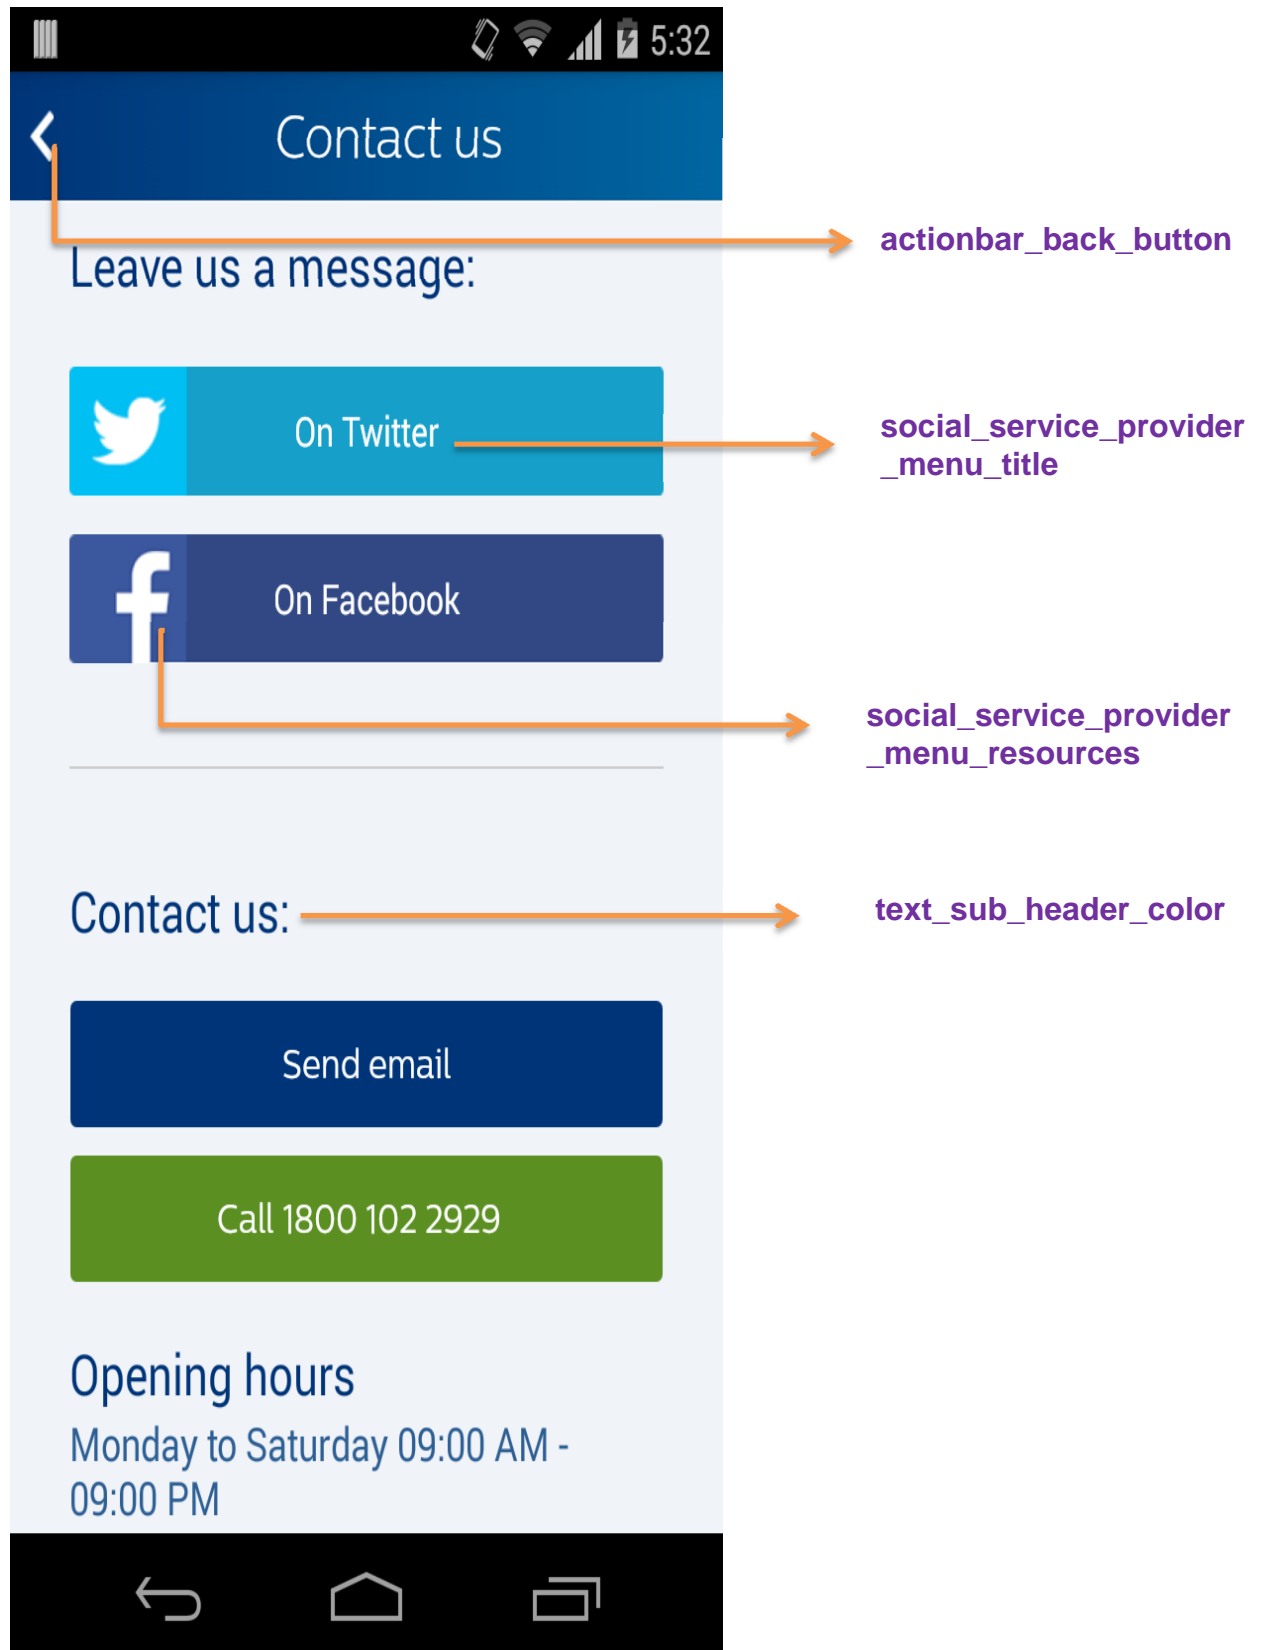 5:32
Contact us
actionbar_back_button
Leave us a message:
On Twitter
social_service_provider
_menu_title
On Facebook
social_service_provider
_menu_resources
Contact us:
text_sub_header_color
Send email
Call 1800 102 2929
Opening hours
Monday to Saturday 09:00 AM -
09:00 PM